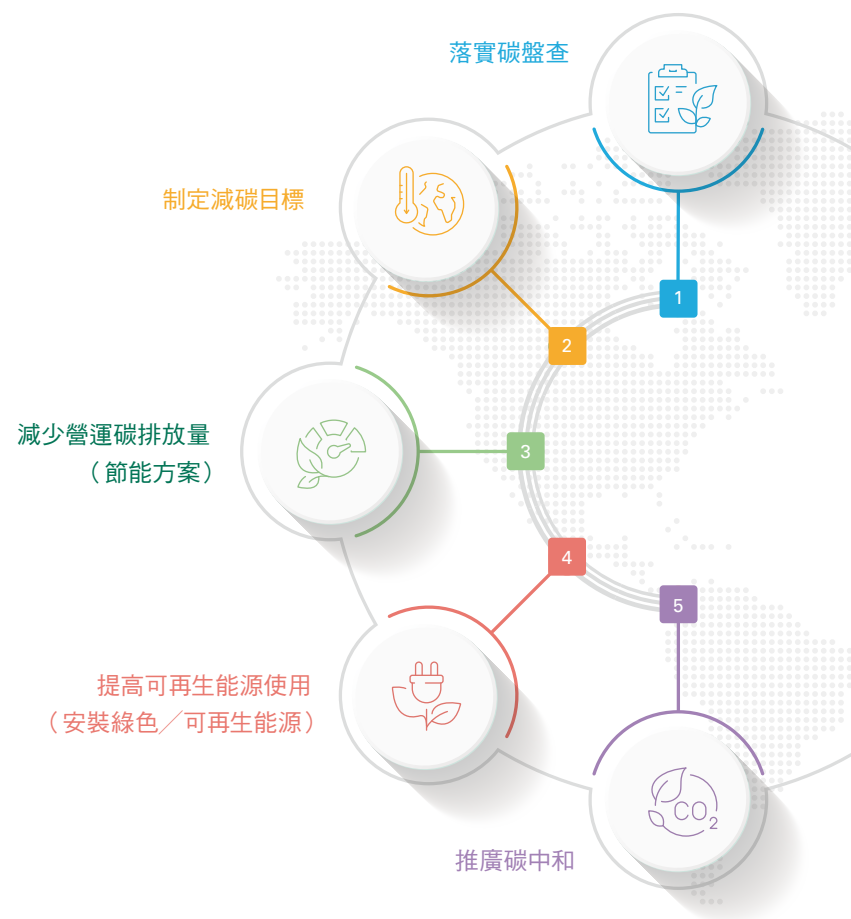 落實碳盤查
1
制定減碳目標
2
減少營運碳排放量
（節能方案）
3
提高可再生能源使用
（安裝綠色／可再生能源）
4
推廣碳中和
5
CO₂